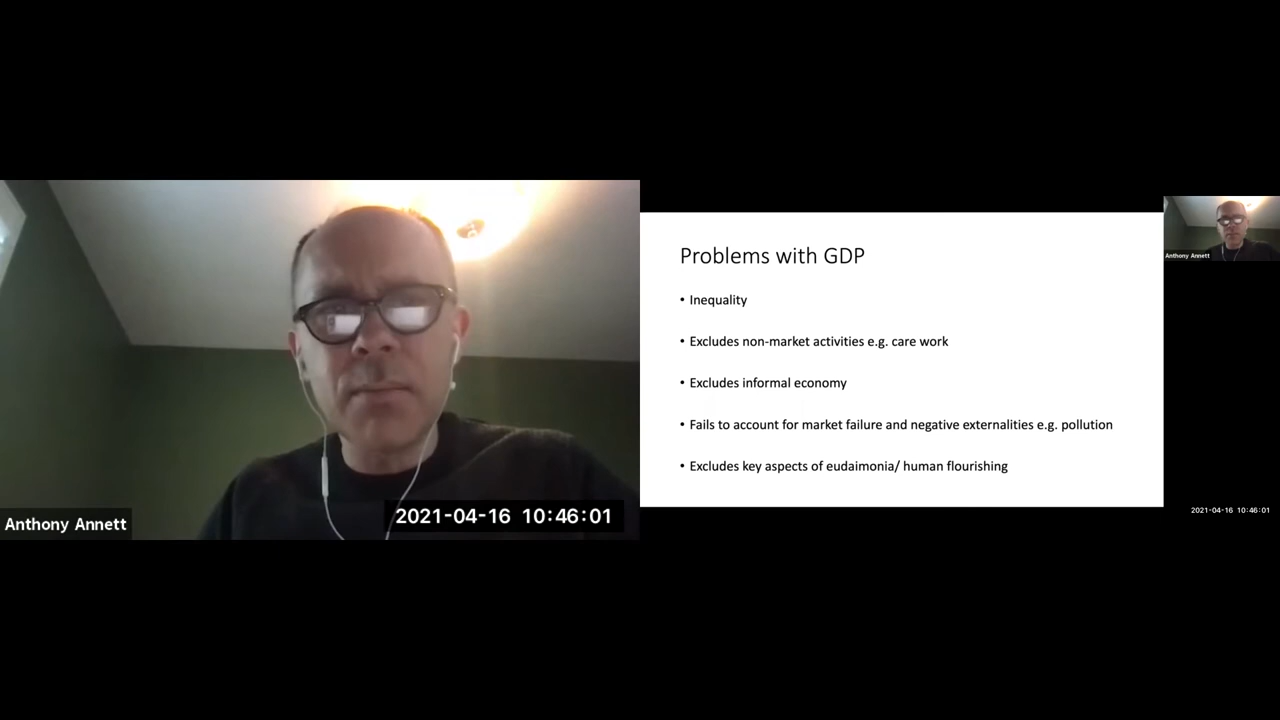 Anthony Annett
2021-04-16 10:46:01
Problems with GDP
• Inequality
• Excludes non-market activities e.g. care work
• Excludes informal economy
• Fails to account for market failure and negative externalities e.g. pollution
• Excludes key aspects of eudaimonia/ human flourishing
Anthony Annett
2021-04-16 10:46:01